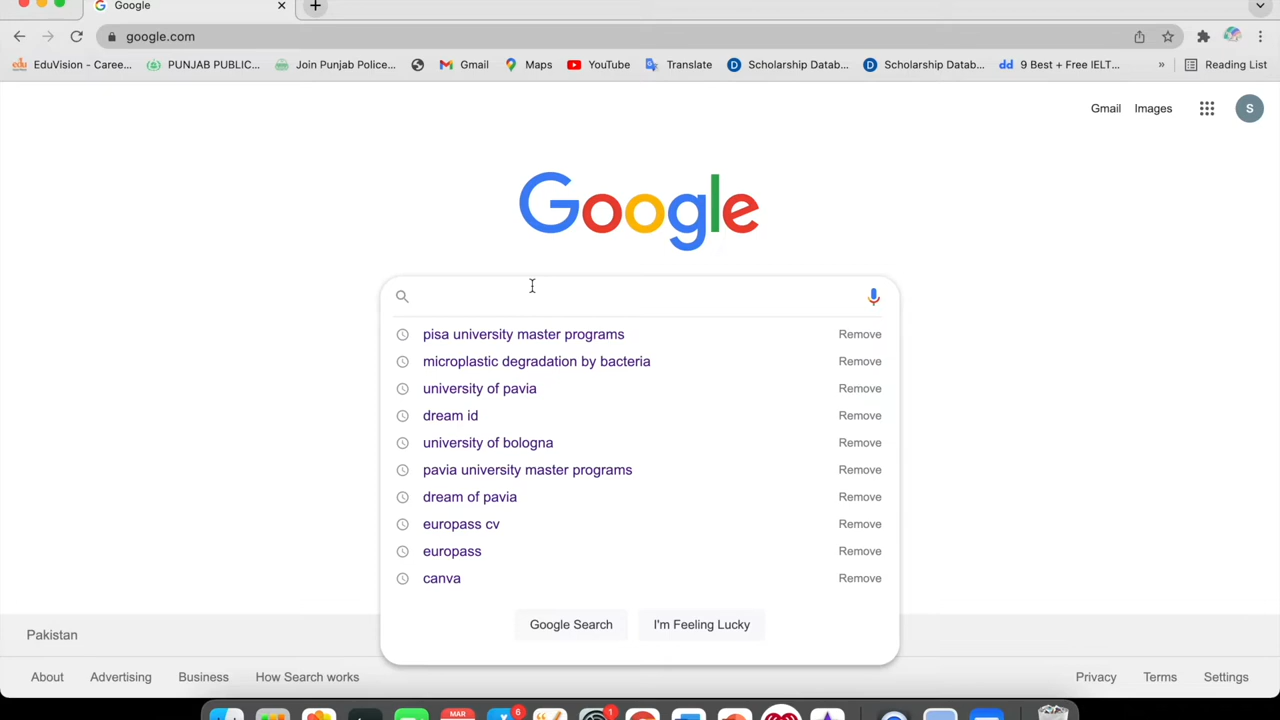 Google
google.com
EduVision - Caree...
PUNJAB PUBLIC...
Join Punjab Police...
Gmail
Maps
YouTube
Translate
Scholarship Datab...
Scholarship Datab...
9 Best + Free IELT...
»
Reading List
Gmail
Images
S
Google
pisa university master programs
Remove
microplastic degradation by bacteria
Remove
university of pavia
Remove
dream id
Remove
university of bologna
Remove
pavia university master programs
Remove
dream of pavia
Remove
europass cv
Remove
europass
Remove
canva
Remove
Google Search
I'm Feeling Lucky
Pakistan
About
Advertising
Business
How Search works
Privacy
Terms
Settings
MAR
6
1